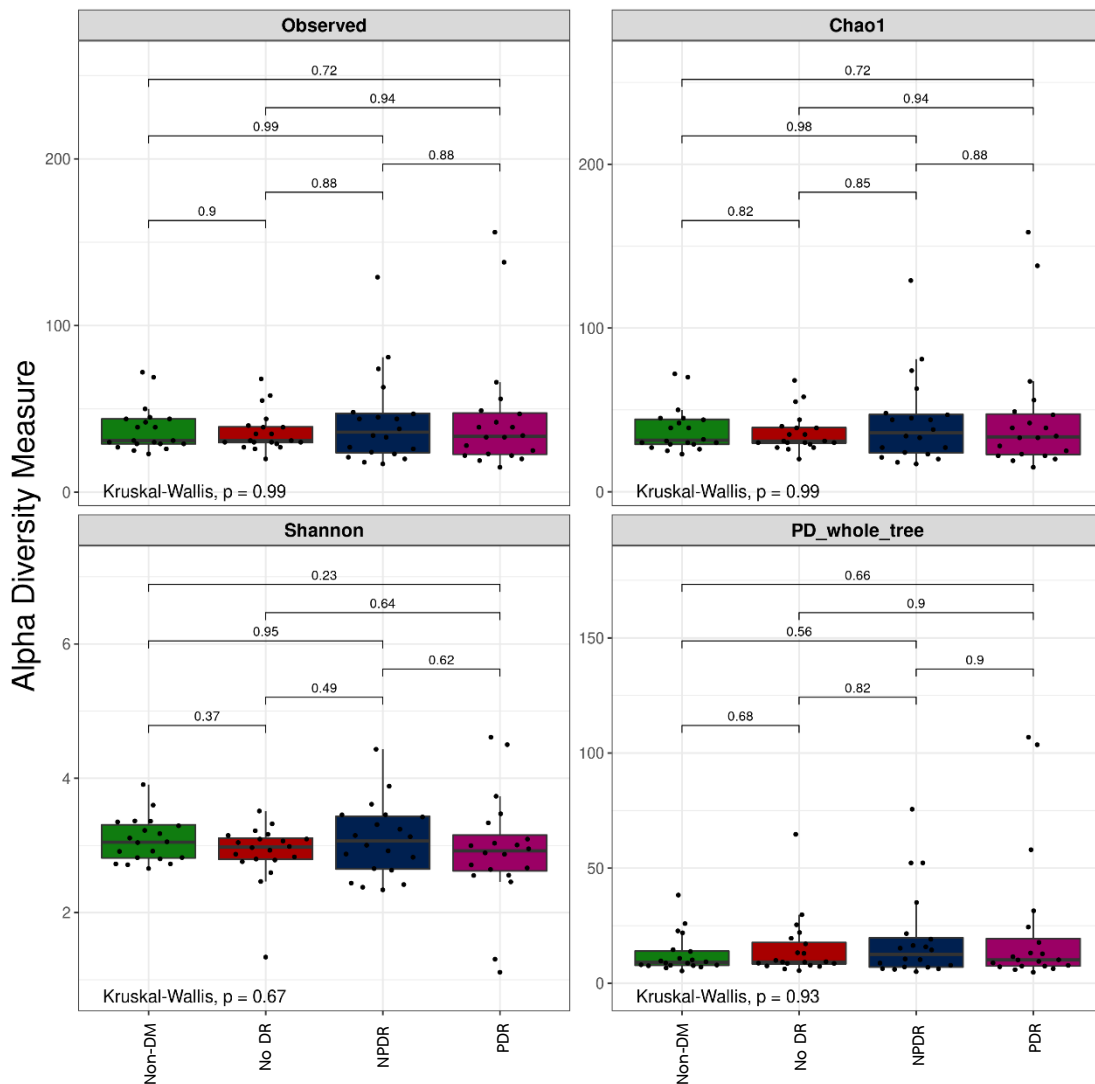 Observed
Chao1
0.72
0.94
0.99
0.88
0.88
0.9
200
100
0
Kruskal-Wallis, p = 0.99
0.72
0.94
0.98
0.88
0.85
0.82
200
100
0
Kruskal-Wallis, p = 0.99
Alpha Diversity Measure
Shannon
PD_whole_tree
0.23
0.64
0.95
0.62
0.49
0.37
6
4
2
Kruskal-Wallis, p = 0.67
0.66
0.9
0.56
0.9
0.82
0.68
150
100
50
0
Kruskal-Wallis, p = 0.93
Non-DM
No DR
NPDR
PDR
Non-DM
No DR
NPDR
PDR